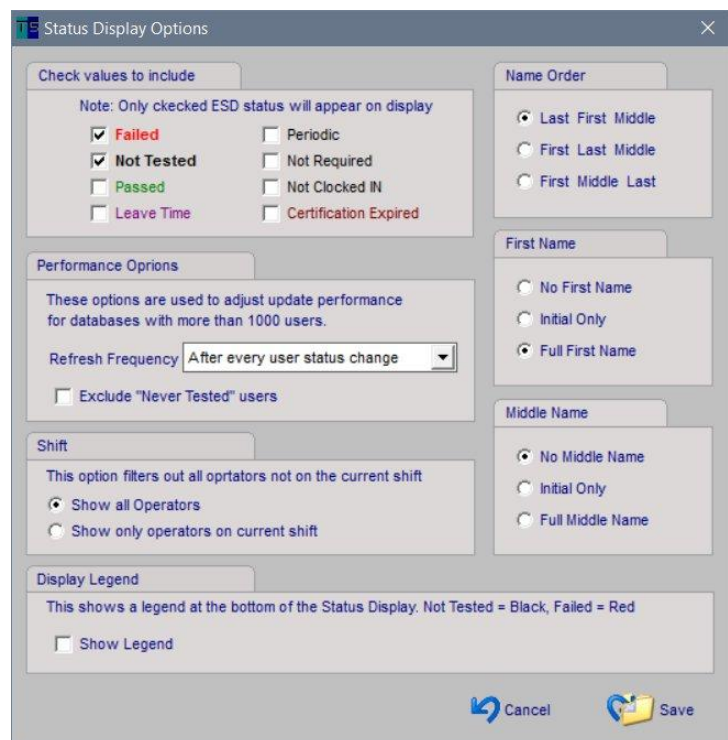 TS Status Display Options
Check values to include
Note: Only ckecked ESD status will appear on display
Failed
Not Tested
Passed
Leave Time
Periodic
Not Required
Not Clocked IN
Certification Expired
Performance Oprions
These options are used to adjust update performance
for databases with more than 1000 users.
Refresh Frequency After every user status change
Exclude "Never Tested" users
Shift
This option filters out all oprtators not on the current shift
Show all Operators
Show only operators on current shift
Name Order
Last First Middle
First Last Middle
First Middle Last
First Name
No First Name
Initial Only
Full First Name
Middle Name
No Middle Name
Initial Only
Full Middle Name
Display Legend
This shows a legend at the bottom of the Status Display. Not Tested = Black, Failed = Red
Show Legend
Cancel
Save